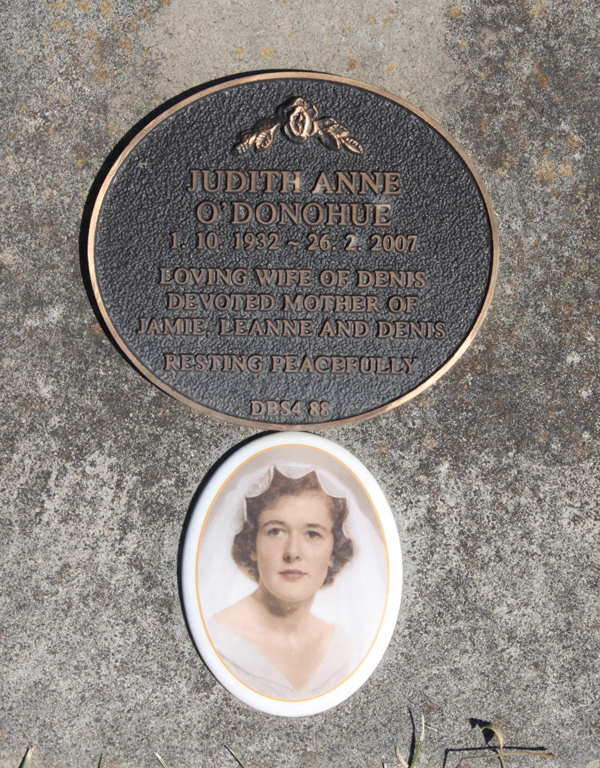 JUDITH ANNE
O'DONOHUE
1. 10. 1932 ~ 26. 2. 2007
LOVING WIFE OF DENIS
DEVOTED MOTHER OF
JAMIE, LEANNE AND DENIS
RESTING PEACEFULLY
DBS4 88